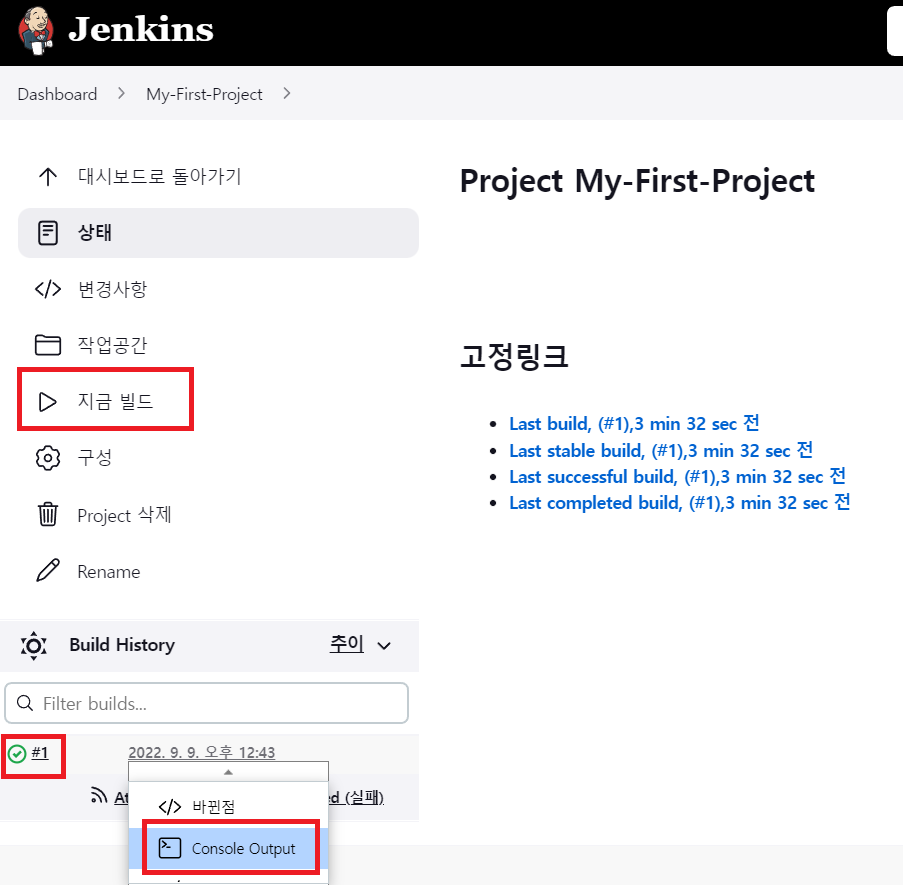 Jenkins
Dashboard > My-First-Project >
대시보드로 돌아가기
상태
변경사항
작업공간
지금 빌드
구성
Project 삭제
Rename
Project My-First-Project
고정링크
Last build, (#1),3 min 32 sec 전
Last stable build, (#1),3 min 32 sec 전
Last successful build, (#1),3 min 32 sec 전
Last completed build, (#1),3 min 32 sec 전
Build History 추이
Filter builds...
#1 2022. 9. 9. 오후 12:43
(실패)
바뀐점
Console Output